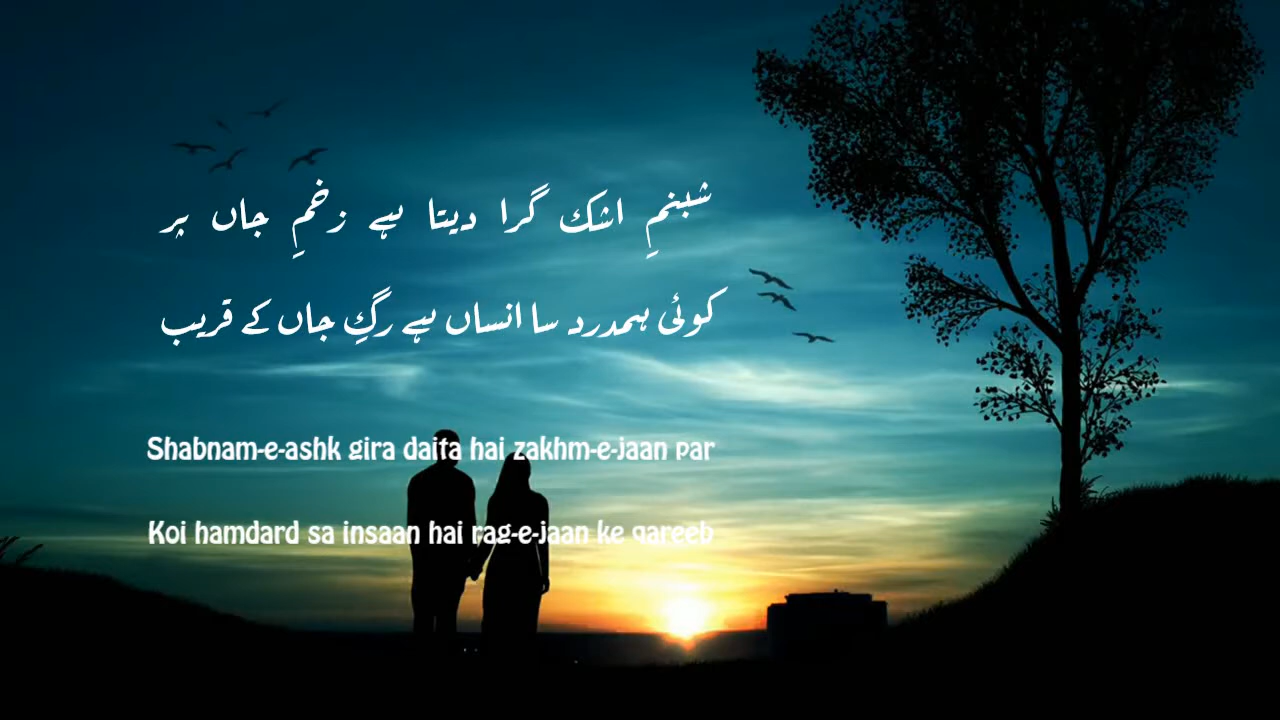 شبنمِ اشک گرا دیتا ہے زخمِ جاں پر
کوئی ہمدرد سا انساں ہے رگِ جاں کے قریب
Shabnam-e-ashk gira daita hai zakhm-e-jaan par
Koi hamdard sa insaan hai rag-e-jaan ke qareeb